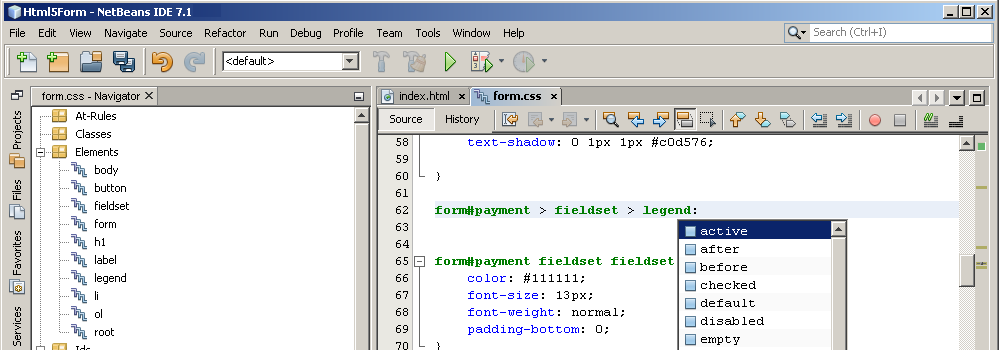 Html5Form - NetBeans IDE 7.1
File Edit View Navigate Source Refactor Run Debug Profile Team Tools Window Help
Search (Ctrl+I)
<default>
form.css - Navigator
At-Rules
Classes
Elements
body
button
fieldset
form
h1
label
legend
li
ol
root
Projects
Files
Favorites
Services
index.html form.css
Source History
58 text-shadow: 0 1px 1px #c0d576;
59
60 }
61
62 form#payment > fieldset > legend:
63
64
65 form#payment fieldset fieldset
66 color: #111111;
67 font-size: 13px;
68 font-weight: normal;
69 padding-bottom: 0;
70 }
active
after
before
checked
default
disabled
empty